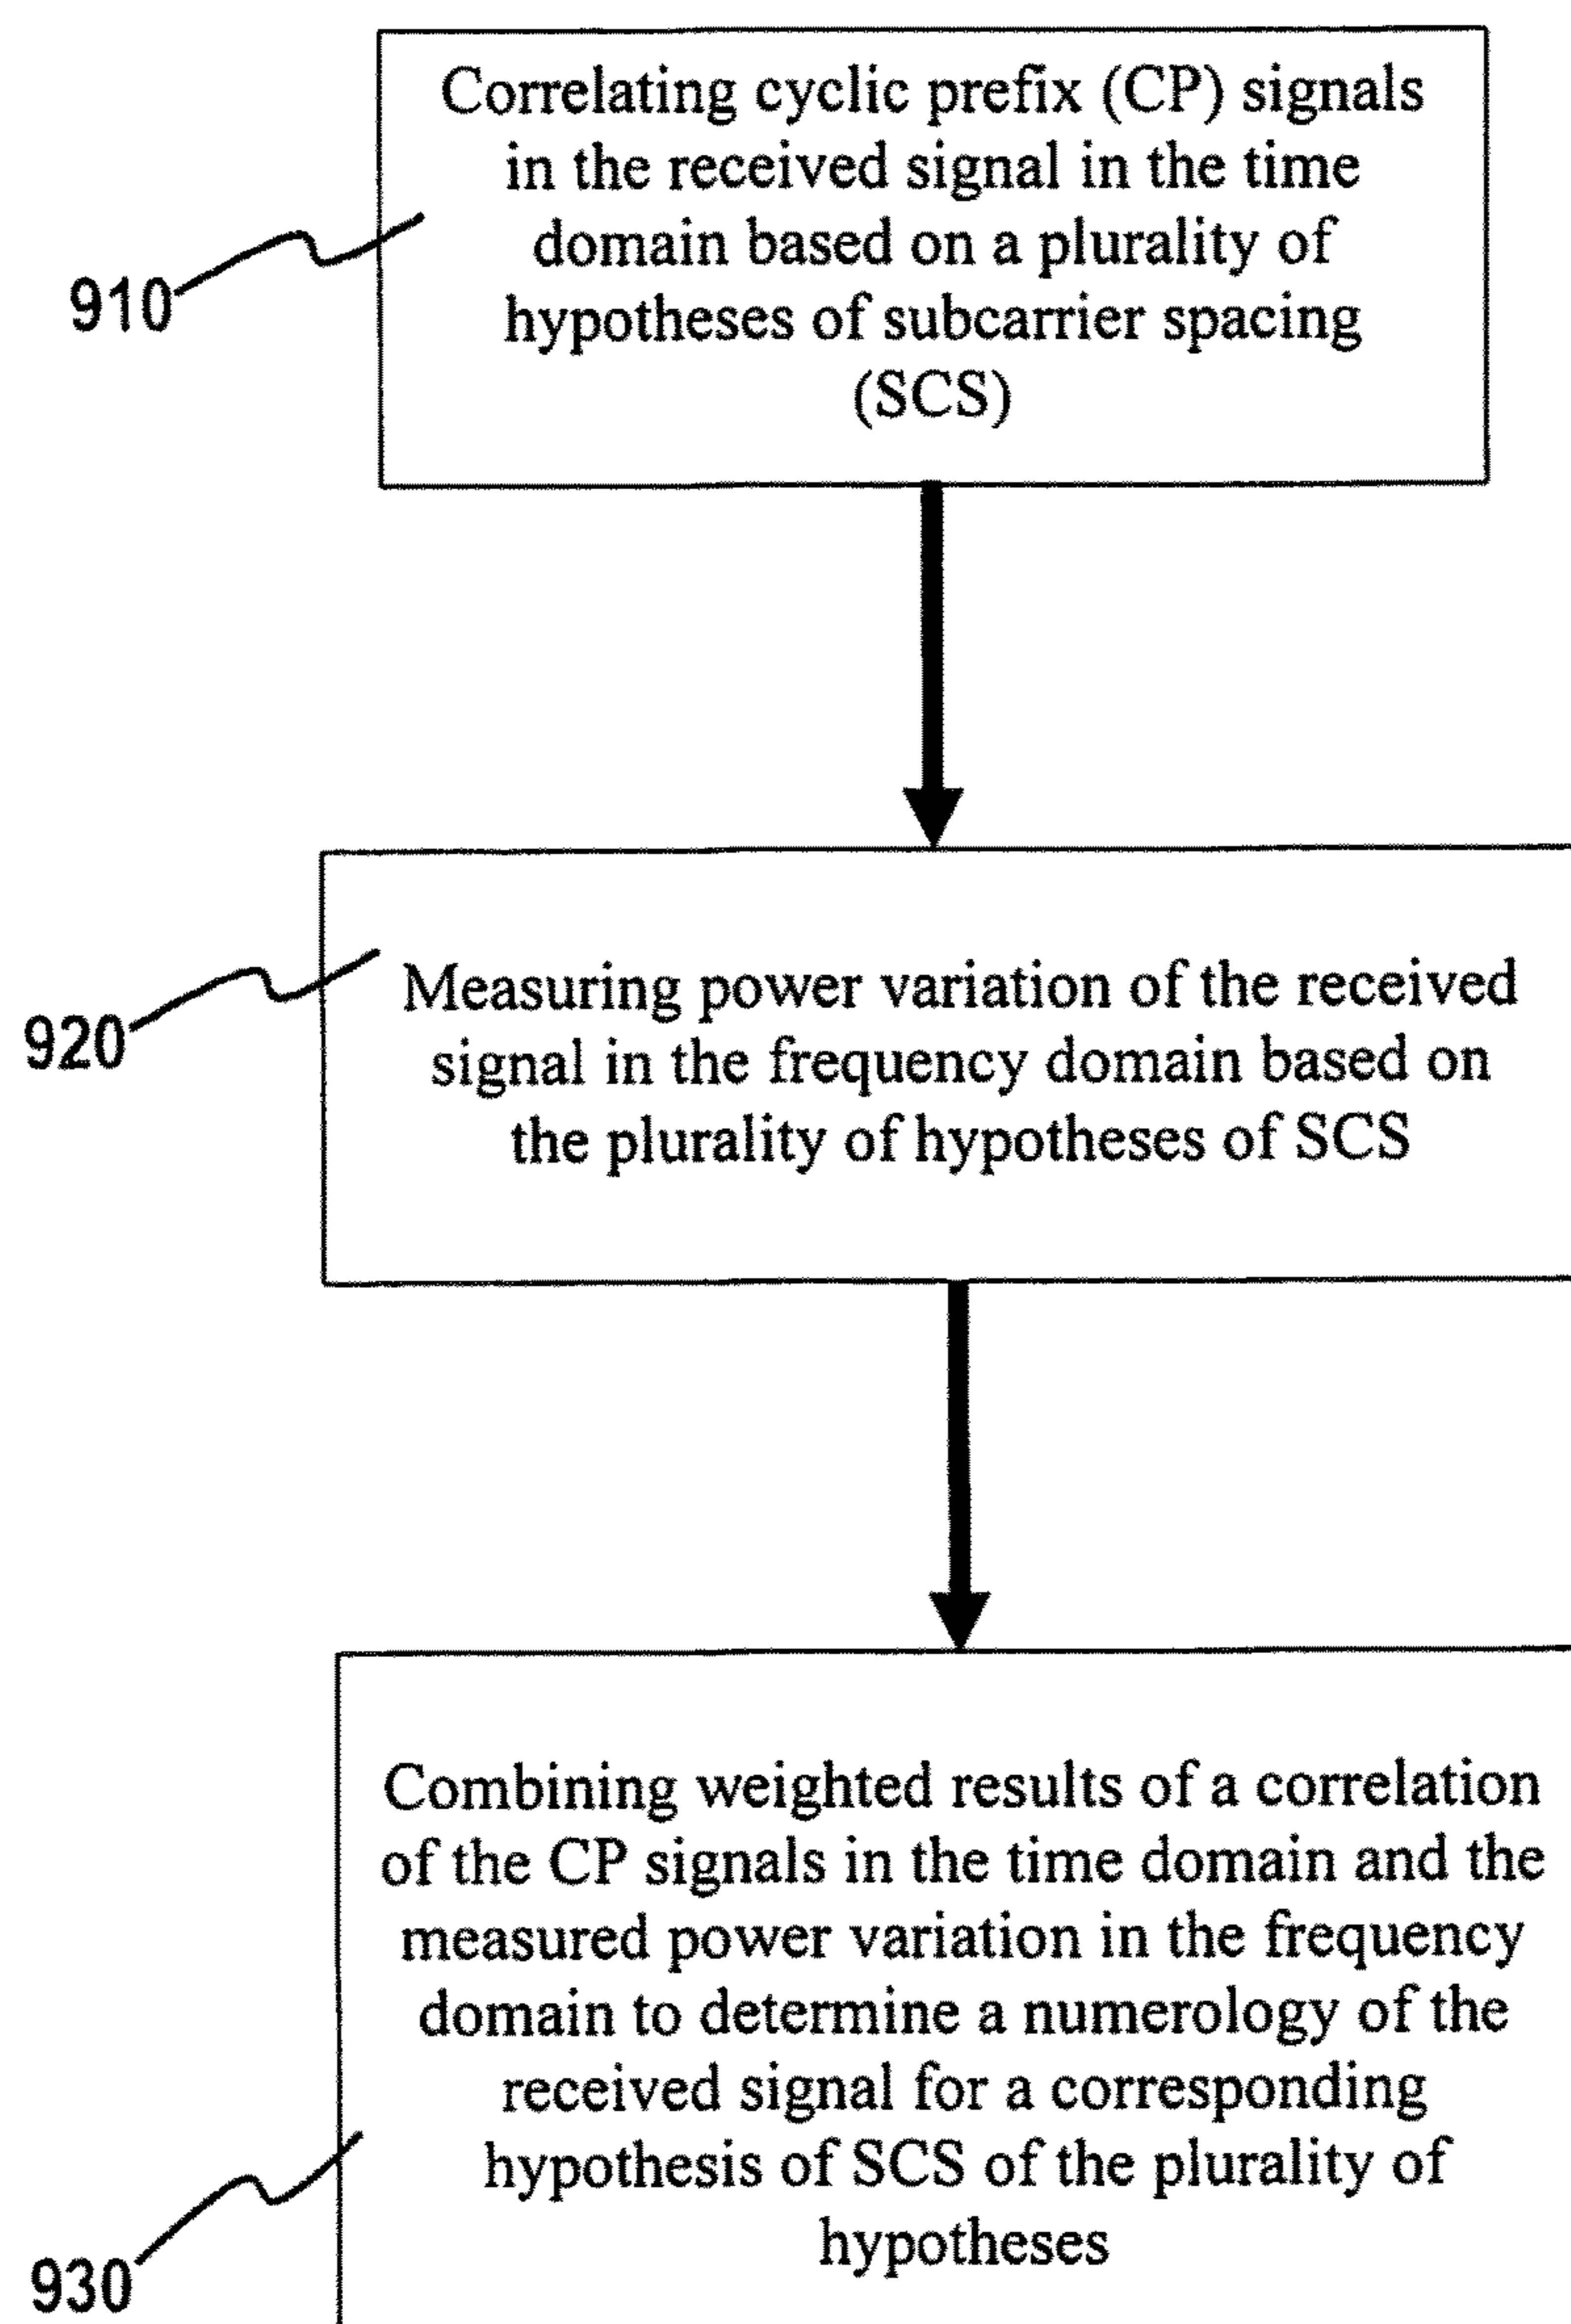 Correlating cyclic prefix (CP) signals
in the received signal in the time
domain based on a plurality of
hypotheses of subcarrier spacing
(SCS)
910
Measuring power variation of the received
signal in the frequency domain based on
the plurality of hypotheses of SCS
920
Combining weighted results of a correlation
of the CP signals in the time domain and the
measured power variation in the frequency
domain to determine a numerology of the
received signal for a corresponding
hypothesis of SCS of the plurality of
hypotheses
930